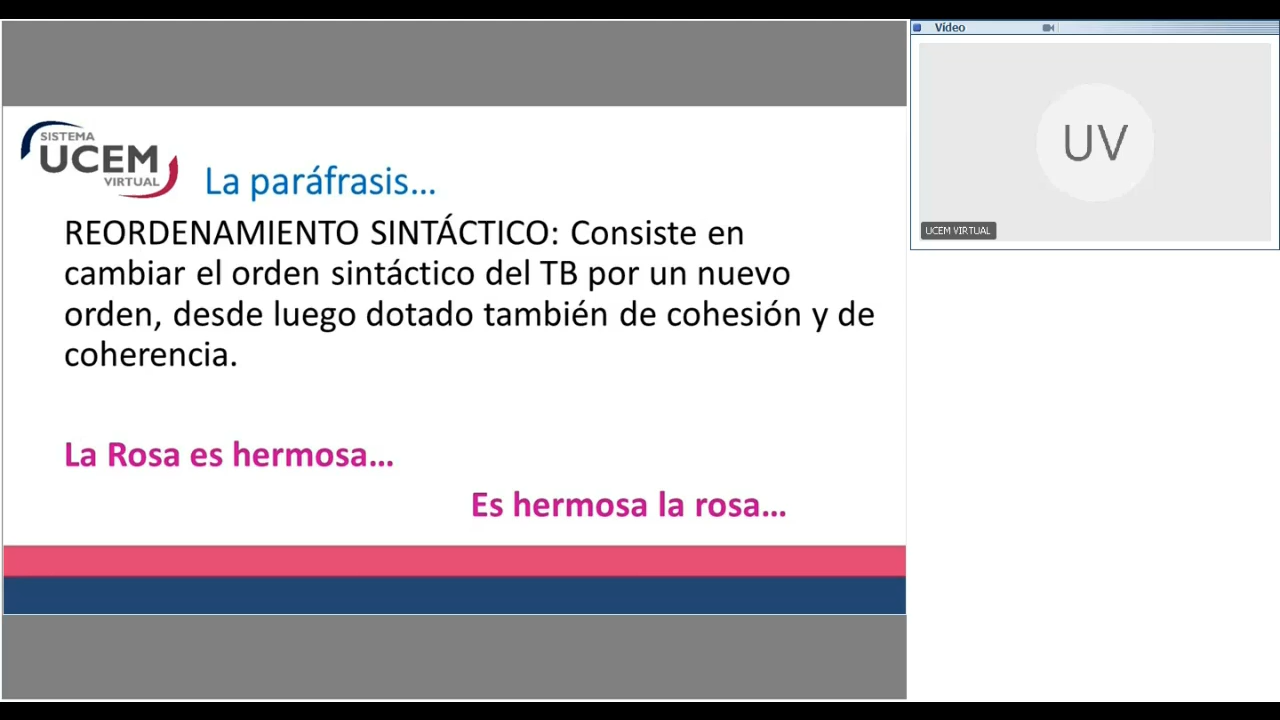 SISTEMA
UCEM
VIRTUAL
La paráfrasis...
REORDENAMIENTO SINTÁCTICO: Consiste en
cambiar el orden sintáctico del TB por un nuevo
orden, desde luego dotado también de cohesión y de
coherencia.
La Rosa es hermosa...
Es hermosa la rosa...
Vídeo
UV
UCEM VIRTUAL